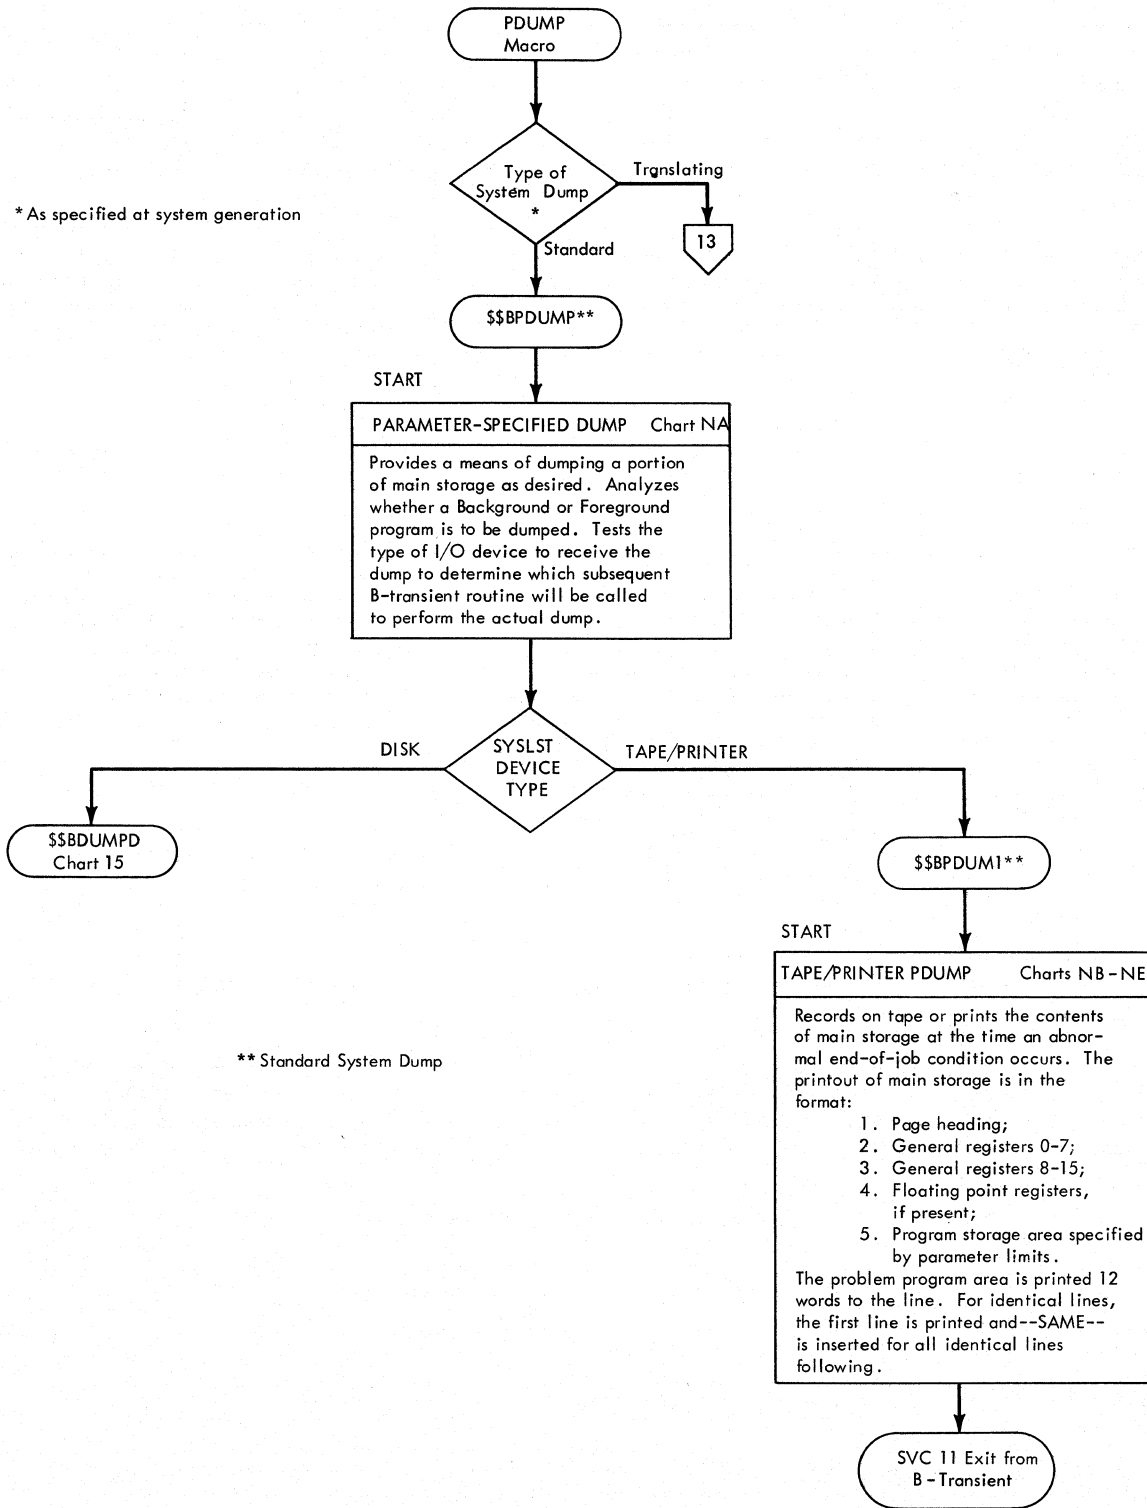 PDUMP
Macro
Type of
System Dump
*
Translating
*As specified at system generation
13
Standard
$$BPDUMP**
START
PARAMETER-SPECIFIED DUMP Chart NA
Provides a means of dumping a portion
of main storage as desired. Analyzes
whether a Background or Foreground
program is to be dumped. Tests the
type of I/O device to receive the
dump to determine which subsequent
B-transient routine will be called
to perform the actual dump.
DISK
SYSLST
DEVICE
TYPE
TAPE/PRINTER
$$BDUMPD
Chart 15
$$BPDUM1**
START
TAPE/PRINTER PDUMP Charts NB-NE
Records on tape or prints the contents
of main storage at the time an abnor-
mal end-of-job condition occurs. The
printout of main storage is in the
format:
1. Page heading;
2. General registers 0-7;
3. General registers 8-15;
4. Floating point registers,
if present;
5. Program storage area specified
by parameter limits.
The problem program area is printed 12
words to the line. For identical lines,
the first line is printed and--SAME--
is inserted for all identical lines
following.
** Standard System Dump
SVC 11 Exit from
B-Transient